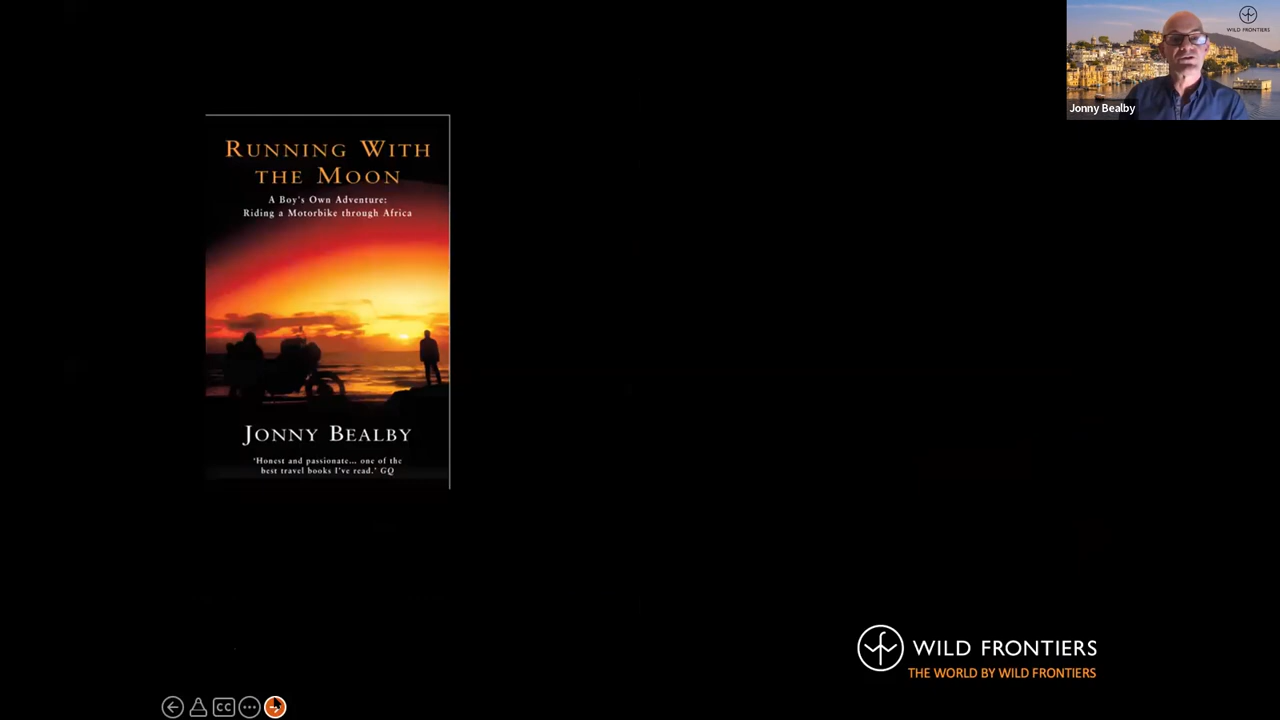 RUNNING WITH
THE MOON
A Boy's Own Adventure:
Riding a Motorbike through Africa
JONNY BEALBY
'Honest and passionate... one of the
best travel books I've read.' GQ
WILD FRONTIERS
Jonny Bealby
WILD FRONTIERS
THE WORLD BY WILD FRONTIERS
CC